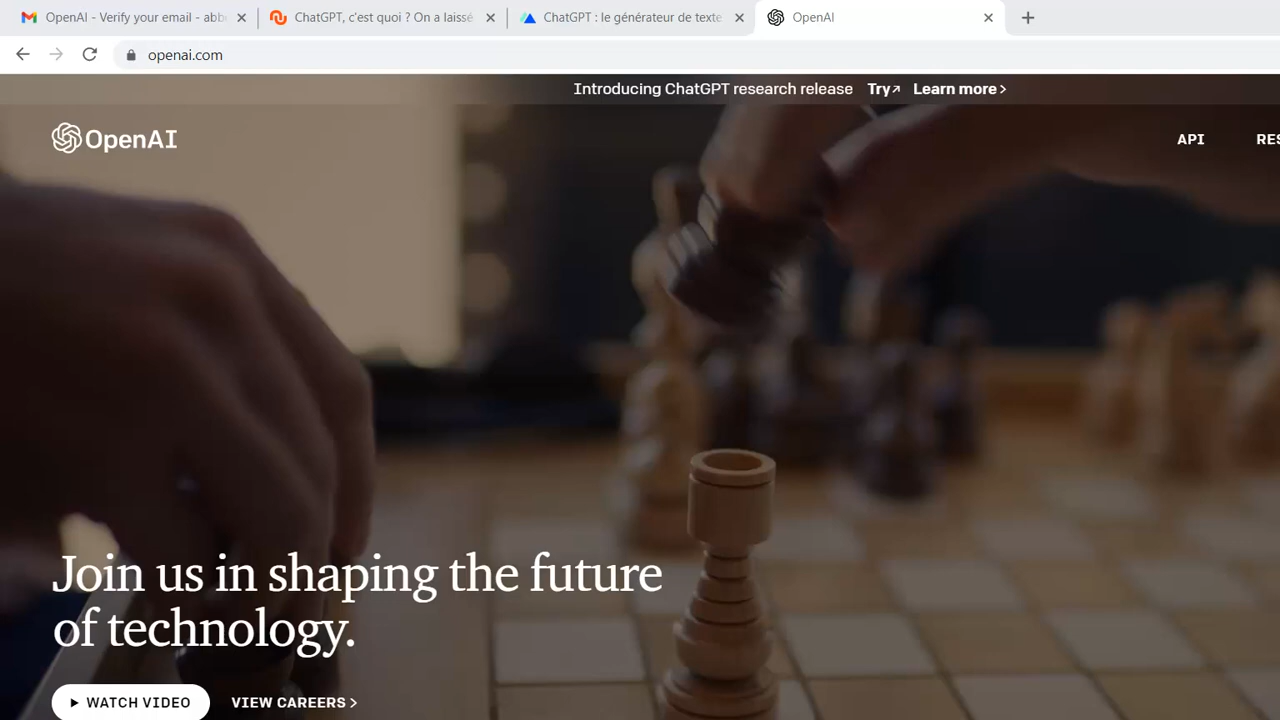 OpenAI - Verify your email - abb
ChatGPT, c'est quoi ? On a laissé
ChatGPT : le générateur de texte
OpenAI
openai.com
Introducing ChatGPT research release Try↗ Learn more >
OpenAI
API
RES
Join us in shaping the future
of technology.
WATCH VIDEO
VIEW CAREERS >